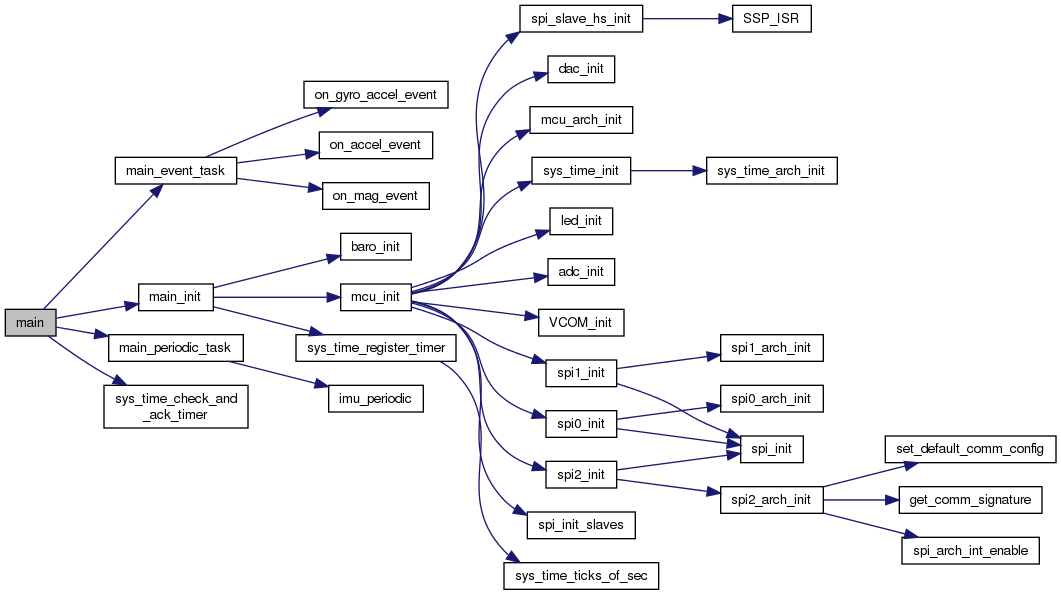 spi_slave_hs_init
SSP_ISR
dac_init
on_gyro_accel_event
mcu_arch_init
on_accel_event
main_event_task
sys_time_init
sys_time_arch_init
on_mag_event
led_init
baro_init
adc_init
main_init
mcu_init
main
VCOM_init
main_periodic_task
sys_time_register_timer
spi1_arch_init
spi1_init
sys_time_check_and
_ack_timer
imu_periodic
spi0_arch_init
spi0_init
spi_init
set_default_comm_config
spi2_init
spi2_arch_init
get_comm_signature
spi_init_slaves
spi_arch_int_enable
sys_time_ticks_of_sec